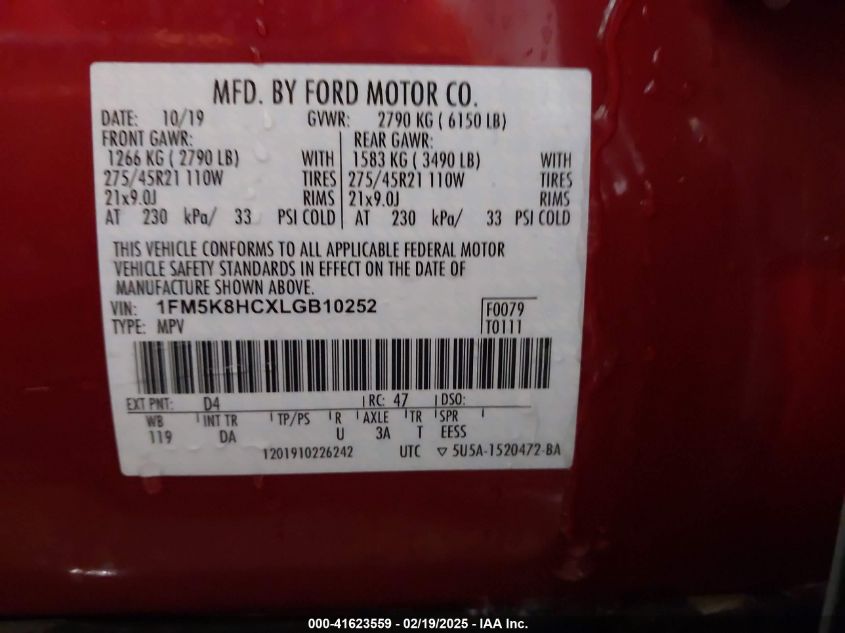 MFD. BY FORD MOTOR CO.
DATE: 10/19 GVWR: 2790 KG ( 6150 LB)
FRONT GAWR: REAR GAWR:
1266 KG ( 2790 LB) WITH 1583 KG ( 3490 LB) WITH
275/45R21 110W TIRES 275/45R21 110W TIRES
21x9.0J RIMS 21x9.0J RIMS
AT 230 kPa/ 33 PSI COLD AT 230 kPa/ 33 PSI COLD
THIS VEHICLE CONFORMS TO ALL APPLICABLE FEDERAL MOTOR
VEHICLE SAFETY STANDARDS IN EFFECT ON THE DATE OF
MANUFACTURE SHOWN ABOVE.
VIN: 1FM5K8HCXLGB10252 F0079
TYPE: MPV T0111
EXT PNT: D4 RC: 47 DSO:
WB INT TR TP/PS R AXLE TR SPR
119 DA U 3A T EESS
1201910226242 UTC ▽ 5U5A-1520472-BA
000-41623559 - 02/19/2025 - IAA Inc.